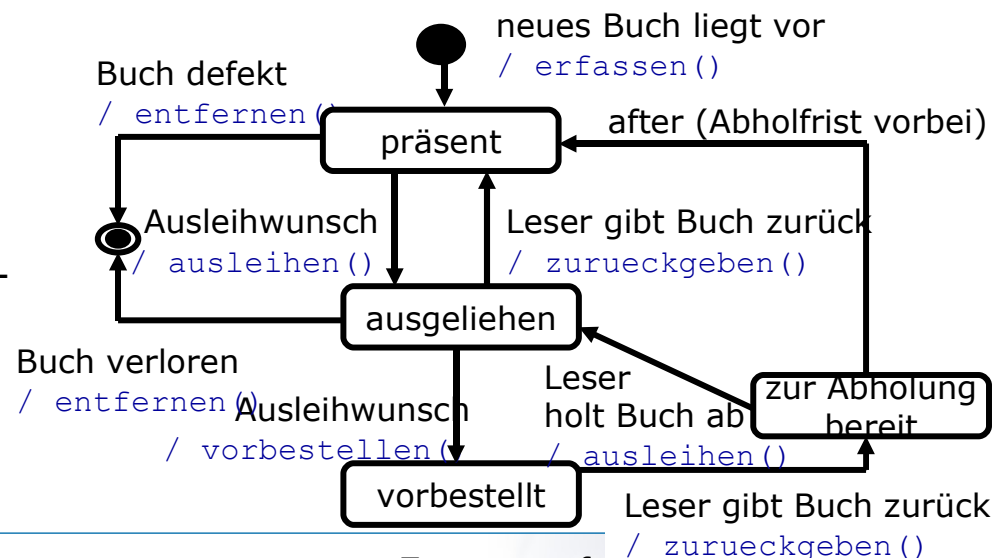 neues Buch liegt vor
/ erfassen()
Buch defekt
/ entfernen()
präsent
after (Abholfrist vorbei)
Ausleihwunsch
/ ausleihen()
Leser gibt Buch zurück
/ zurueckgeben()
ausgeliehen
Buch verloren
/ entfernen()
Ausleihwunsch
/ vorbestellen(
Leser
holt Buch ab
/ ausleihen()
zur Abholung
bereit
vorbestellt
Leser gibt Buch zurück
/ zurueckgeben()